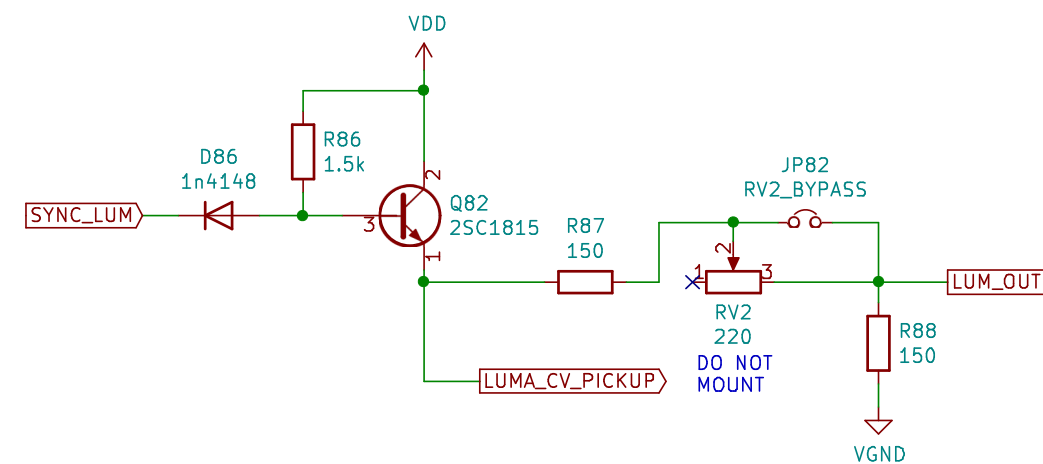 VDD
R86
1.5k
D86
1n4148
SYNC_LUM
2
3
1
Q82
2SC1815
R87
150
JP82
RV2_BYPASS
2
1
3
RV2
220
DO NOT
MOUNT
LUM_OUT
R88
150
LUMA_CV_PICKUP
VGND